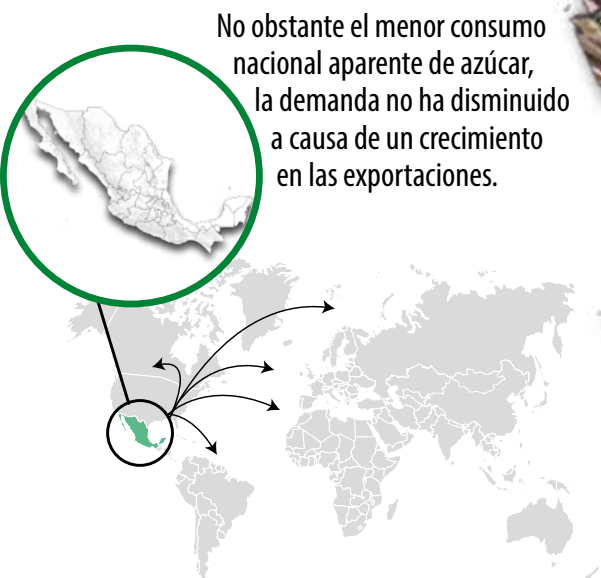 No obstante el menor consumo
nacional aparente de azúcar,
la demanda no ha disminuido
a causa de un crecimiento
en las exportaciones.